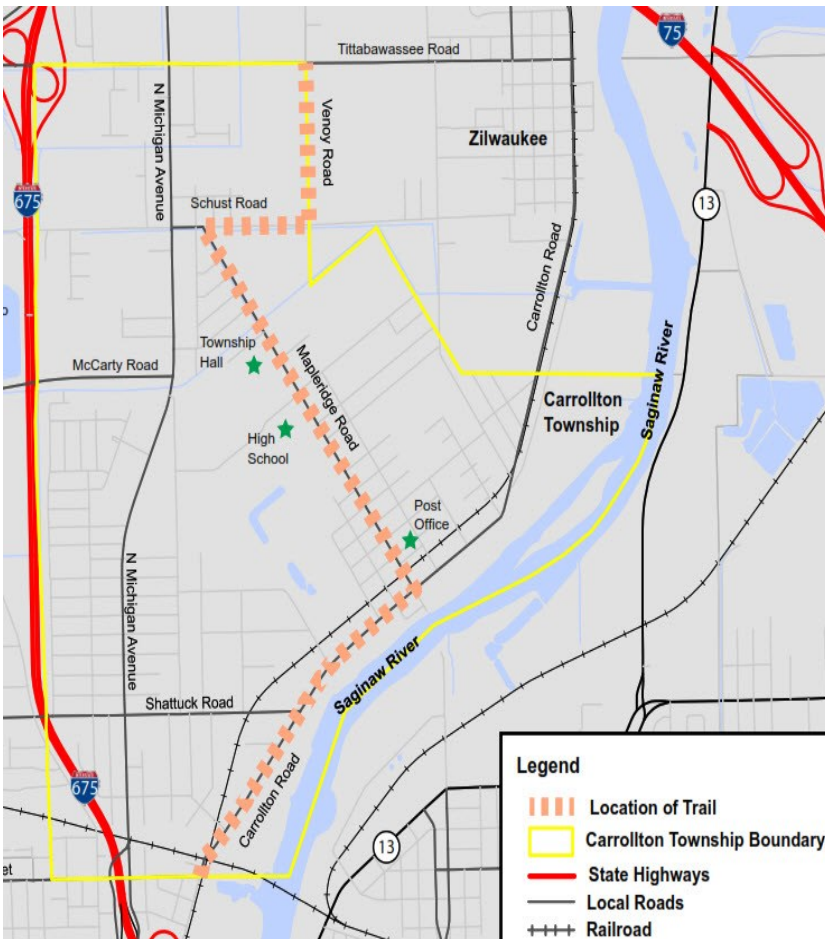 75
Tittabawassee Road
N Michigan Avenue
Venoy Road
Zilwaukee
675
Schust Road
13
Carrollton Road
Township
Hall
Mapleridge Road
McCarty Road
Saginaw River
Carrollton
Township
High
School
Post
Office
N Michigan Avenue
Saginaw River
Shattuck Road
675
Carrollton Road
13
et
Legend
Location of Trail
Carrollton Township Boundary
State Highways
Local Roads
Railroad